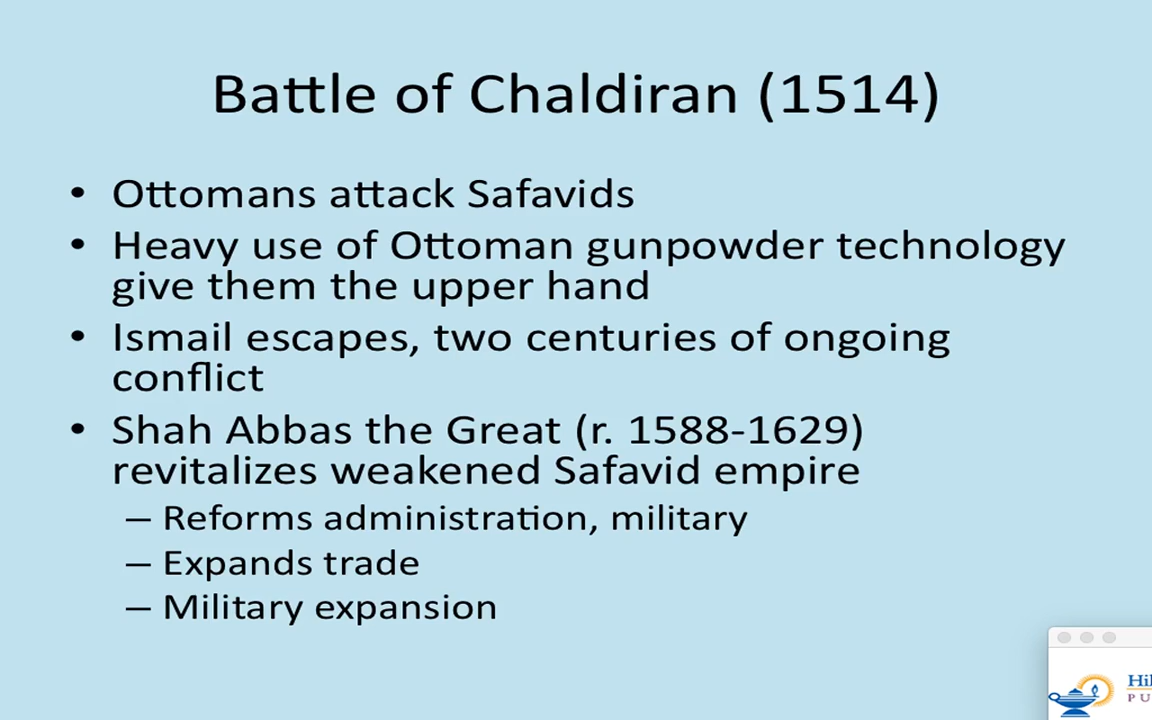 Battle of Chaldiran (1514)
• Ottomans attack Safavids
• Heavy use of Ottoman gunpowder technology
give them the upper hand
• Ismail escapes, two centuries of ongoing
conflict
• Shah Abbas the Great (r. 1588-1629)
revitalizes weakened Safavid empire
– Reforms administration, military
– Expands trade
– Military expansion